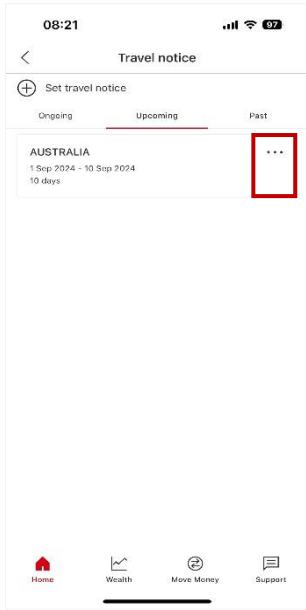 08:21
97
Travel notice
Set travel notice
Ongoing Upcoming Past
AUSTRALIA
1 Sep 2024 - 10 Sep 2024
10 days
Home Wealth Move Money Support